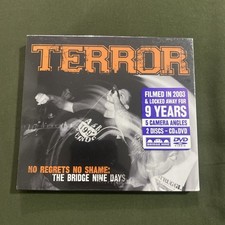 TERROR
FILMED IN 2003
& LOCKED AWAY FOR
9 YEARS
5 CAMERA ANGLES
2 DISCS - CD & DVD
DVD
NO REGRETS NO SHAME:
THE BRIDGE NINE DAYS